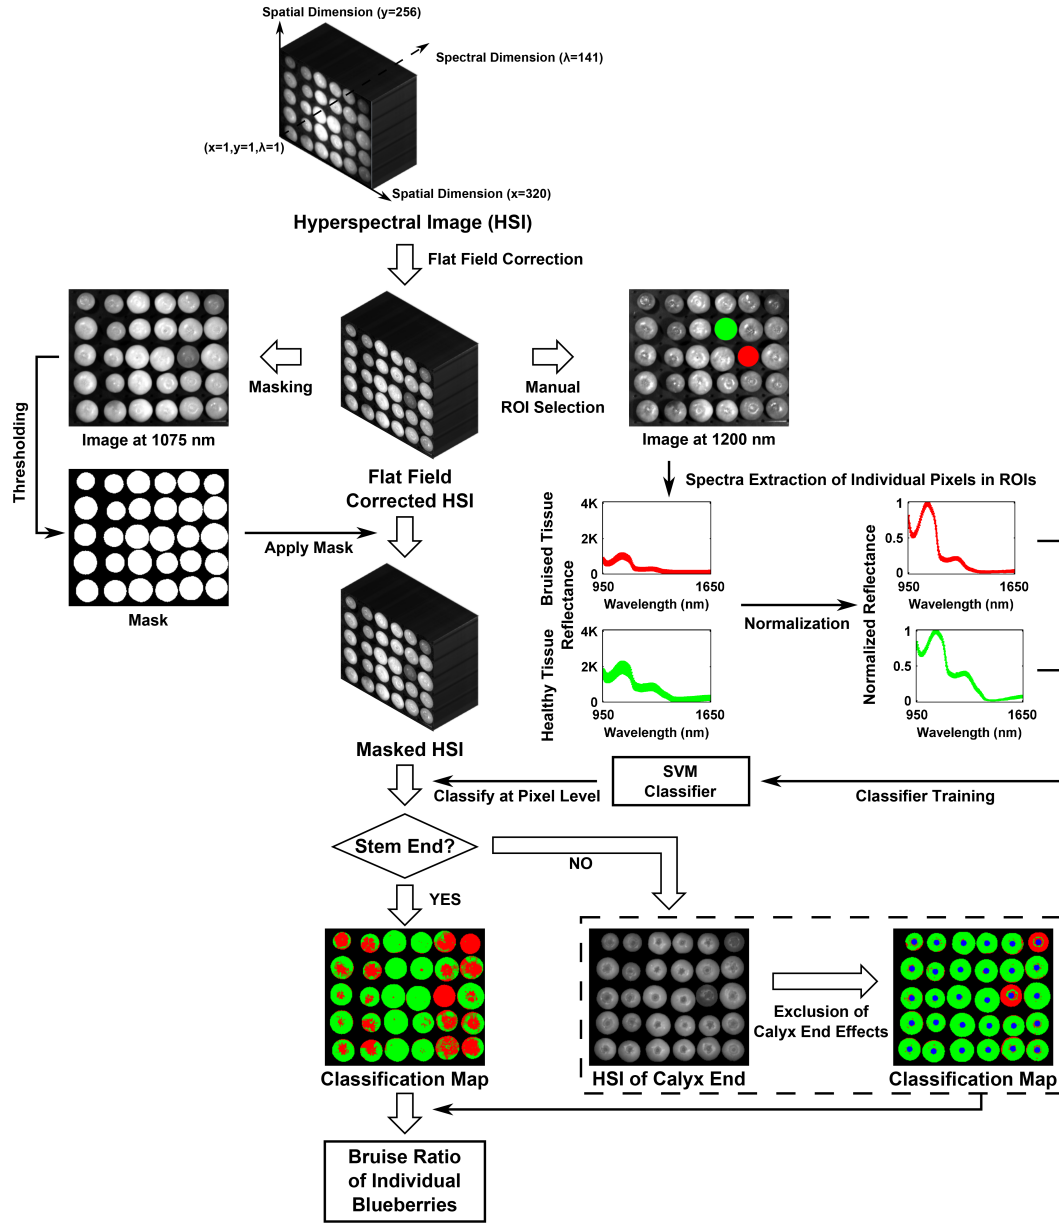 Spatial Dimension (y=256)
Spectral Dimension (λ=141)
(x=1,y=1,λ=1)
Spatial Dimension (x=320)
Hyperspectral Image (HSI)
Flat Field Correction
Masking
Manual
ROI Selection
Image at 1075 nm
Image at 1200 nm
Thresholding
Flat Field
Corrected HSI
Spectra Extraction of Individual Pixels in ROIs
Apply Mask
Mask
Bruised Tissue
Healthy Tissue
Reflectance
4K
2K
0
950
1650
Wavelength (nm)
Normalization
Normalized Reflectance
1
0.5
0
950
1650
Wavelength (nm)
4K
2K
0
950
1650
Wavelength (nm)
1
0.5
0
950
1650
Wavelength (nm)
Masked HSI
Classify at Pixel Level
SVM
Classifier
Classifier Training
Stem End?
NO
YES
Exclusion of
Calyx End Effects
Classification Map
HSI of Calyx End
Classification Map
Bruise Ratio
of Individual
Blueberries